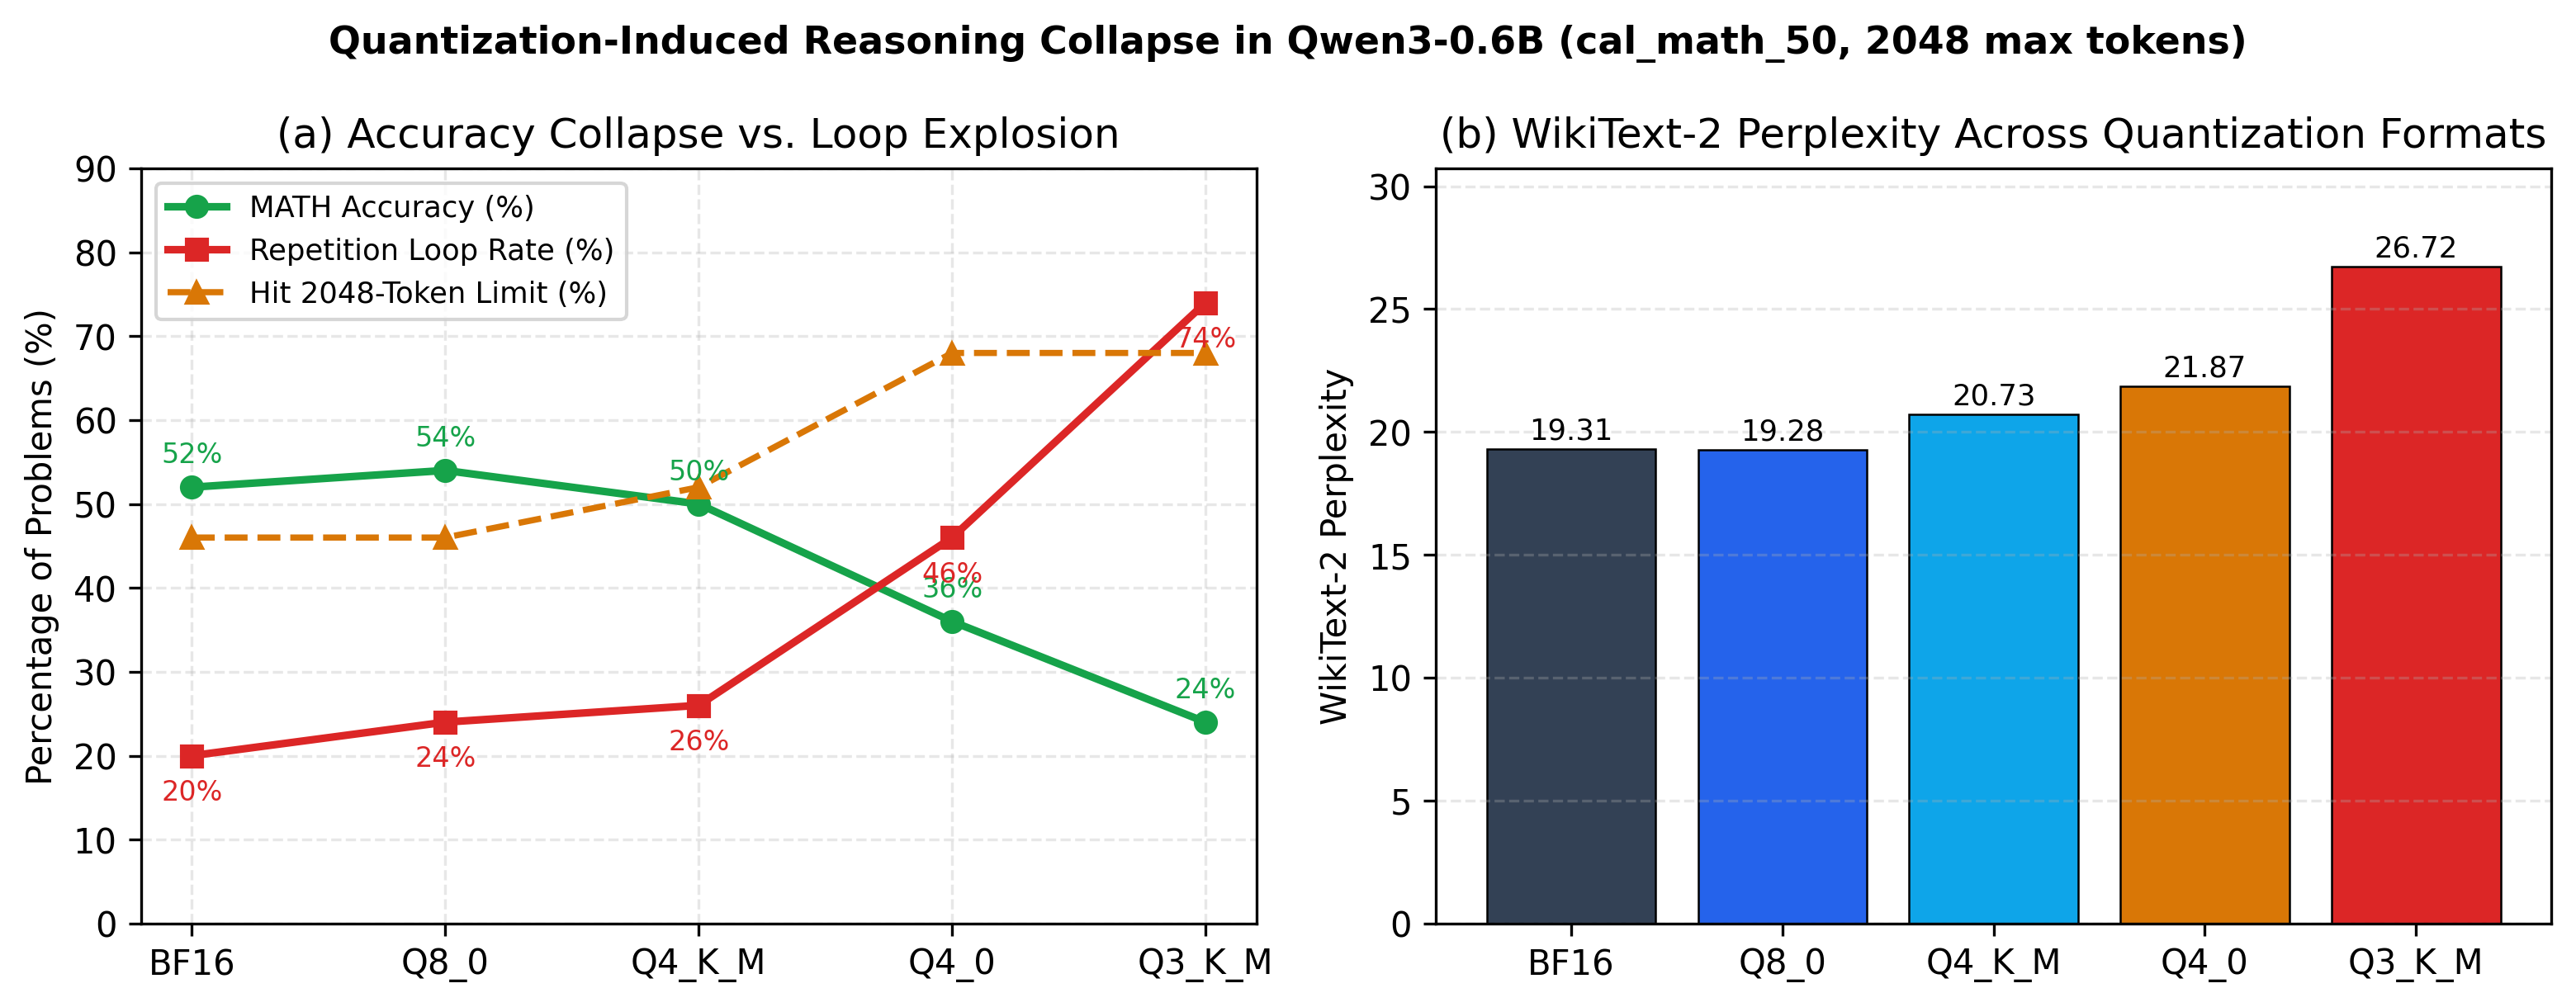 Quantization-Induced Reasoning Collapse in Qwen3-0.6B (cal_math_50, 2048 max tokens)
(a) Accuracy Collapse vs. Loop Explosion
Percentage of Problems (%)
90
80
70
60
50
40
30
20
10
0
MATH Accuracy (%)
Repetition Loop Rate (%)
Hit 2048-Token Limit (%)
52%
54%
50%
36%
24%
20%
24%
26%
46%
74%
BF16
Q8_0
Q4_K_M
Q4_0
Q3_K_M
(b) WikiText-2 Perplexity Across Quantization Formats
WikiText-2 Perplexity
30
25
20
15
10
5
0
19.31
19.28
20.73
21.87
26.72
BF16
Q8_0
Q4_K_M
Q4_0
Q3_K_M